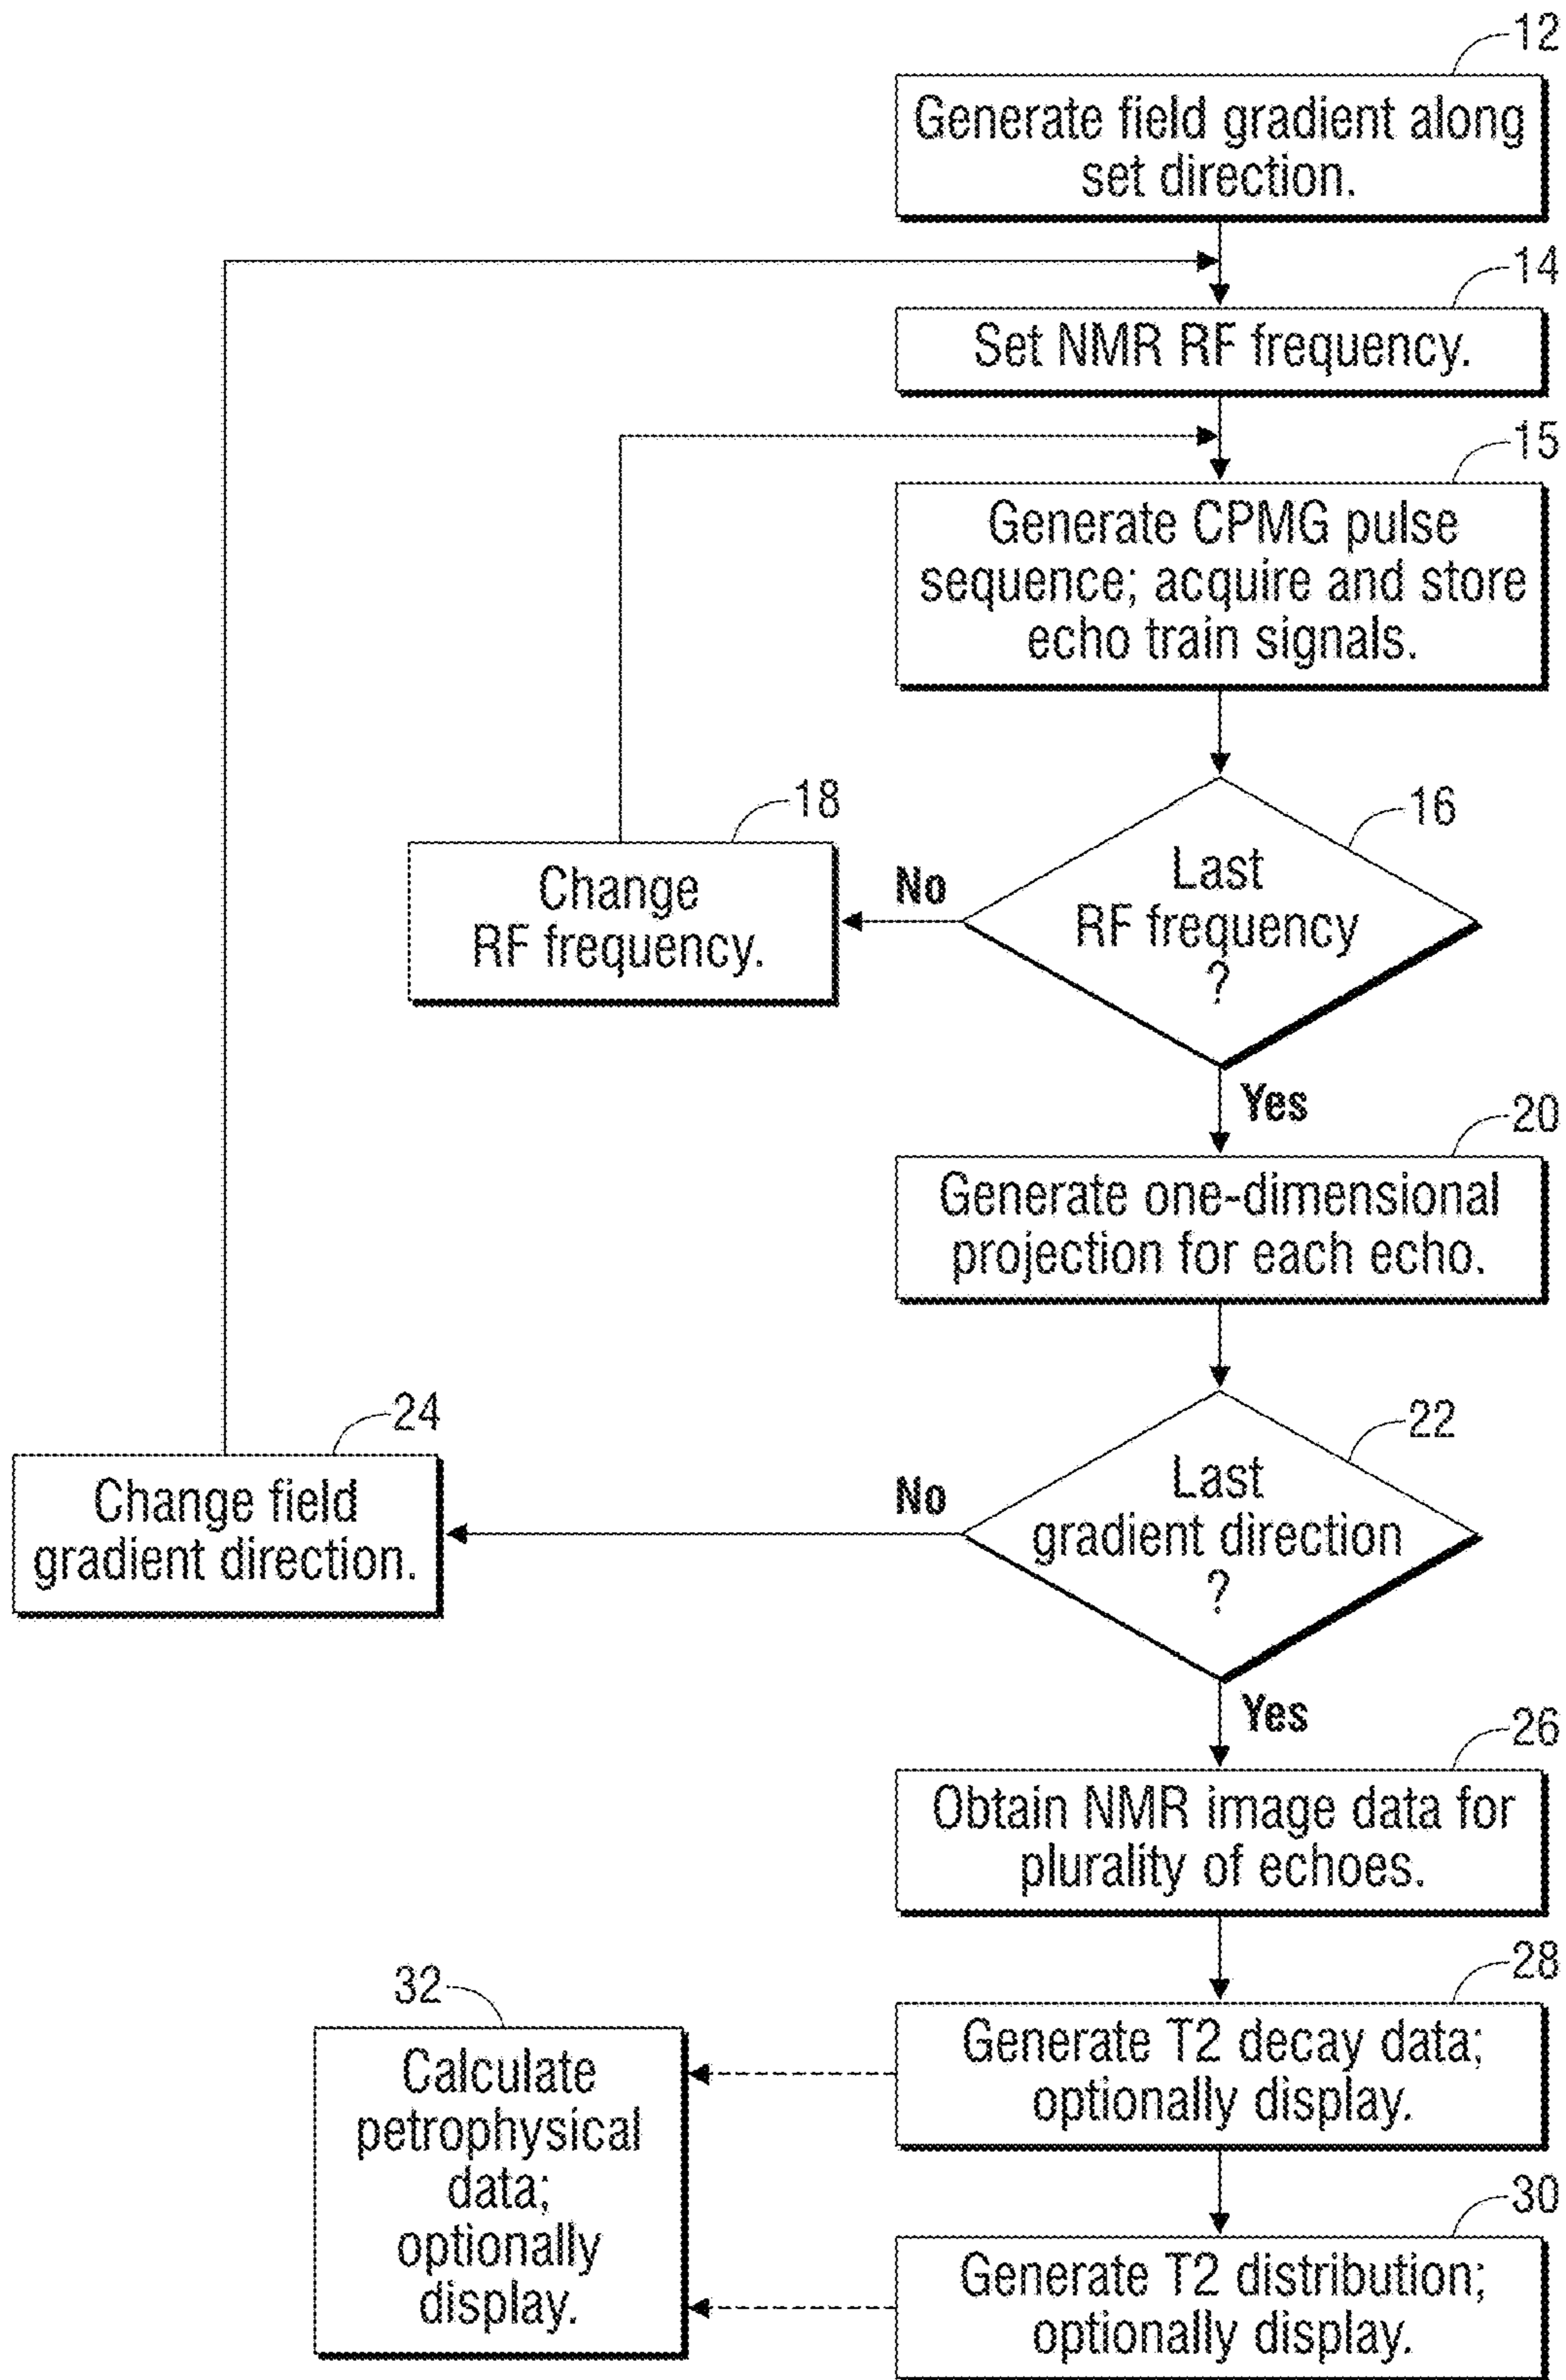 12
Generate field gradient along
set direction.
14
Set NMR RF frequency.
15
Generate CPMG pulse
sequence; acquire and store
echo train signals.
16
Last
RF frequency
?
No
18
Change
RF frequency.
Yes
20
Generate one-dimensional
projection for each echo.
22
Last
gradient direction
?
No
24
Change field
gradient direction.
Yes
26
Obtain NMR image data for
plurality of echoes.
28
Generate T2 decay data;
optionally display.
30
Generate T2 distribution;
optionally display.
32
Calculate
petrophysical
data;
optionally
display.